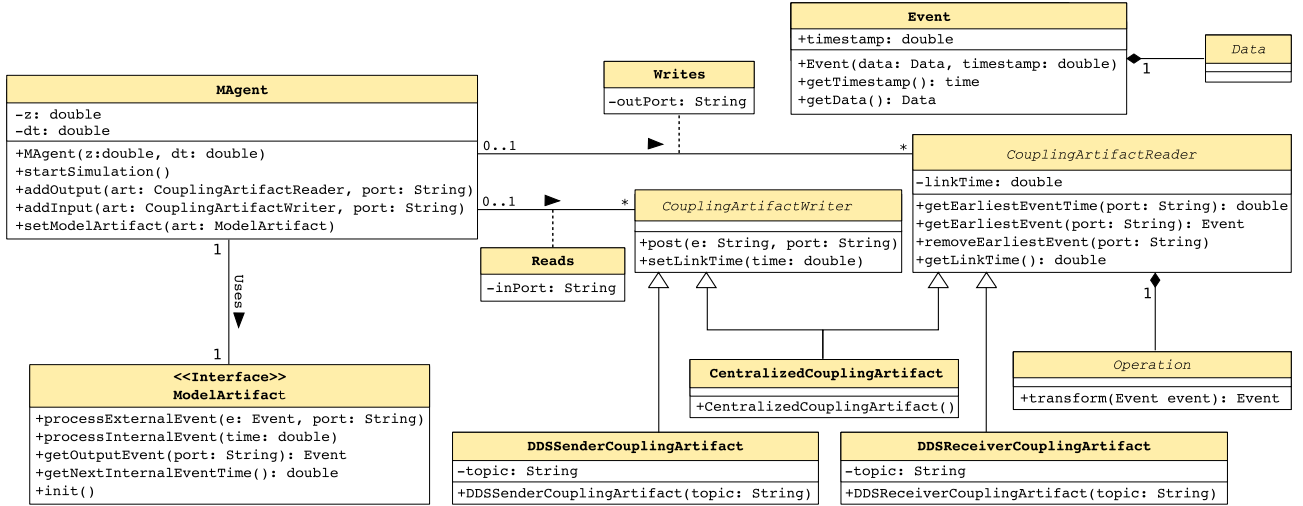 Event
+timestamp: double
+Event(data: Data, timestamp: double)
+getTimestamp(): time
+getData(): Data
1
Data
Writes
-outPort: String
MAgent
-z: double
-dt: double
+MAgent(z:double, dt: double)
+startSimulation()
+addOutput(art: CouplingArtifactReader, port: String)
+addInput(art: CouplingArtifactWriter, port: String)
+setModelArtifact(art: ModelArtifact)
0..1
*
0..1
*
CouplingArtifactReader
-linkTime: double
+getEarliestEventTime(port: String): double
+getEarliestEvent(port: String): Event
+removeEarliestEvent(port: String)
+getLinkTime(): double
CouplingArtifactWriter
+post(e: String, port: String)
+setLinkTime(time: double)
Reads
-inPort: String
1
Uses
1
1
<<Interface>>
ModelArtifact
+processExternalEvent(e: Event, port: String)
+processInternalEvent(time: double)
+getOutputEvent(port: String): Event
+getNextInternalEventTime(): double
+init()
CentralizedCouplingArtifact
+CentralizedCouplingArtifact()
Operation
+transform(Event event): Event
DDSSenderCouplingArtifact
-topic: String
+DDSSenderCouplingArtifact(topic: String)
DDSReceiverCouplingArtifact
-topic: String
+DDSReceiverCouplingArtifact(topic: String)